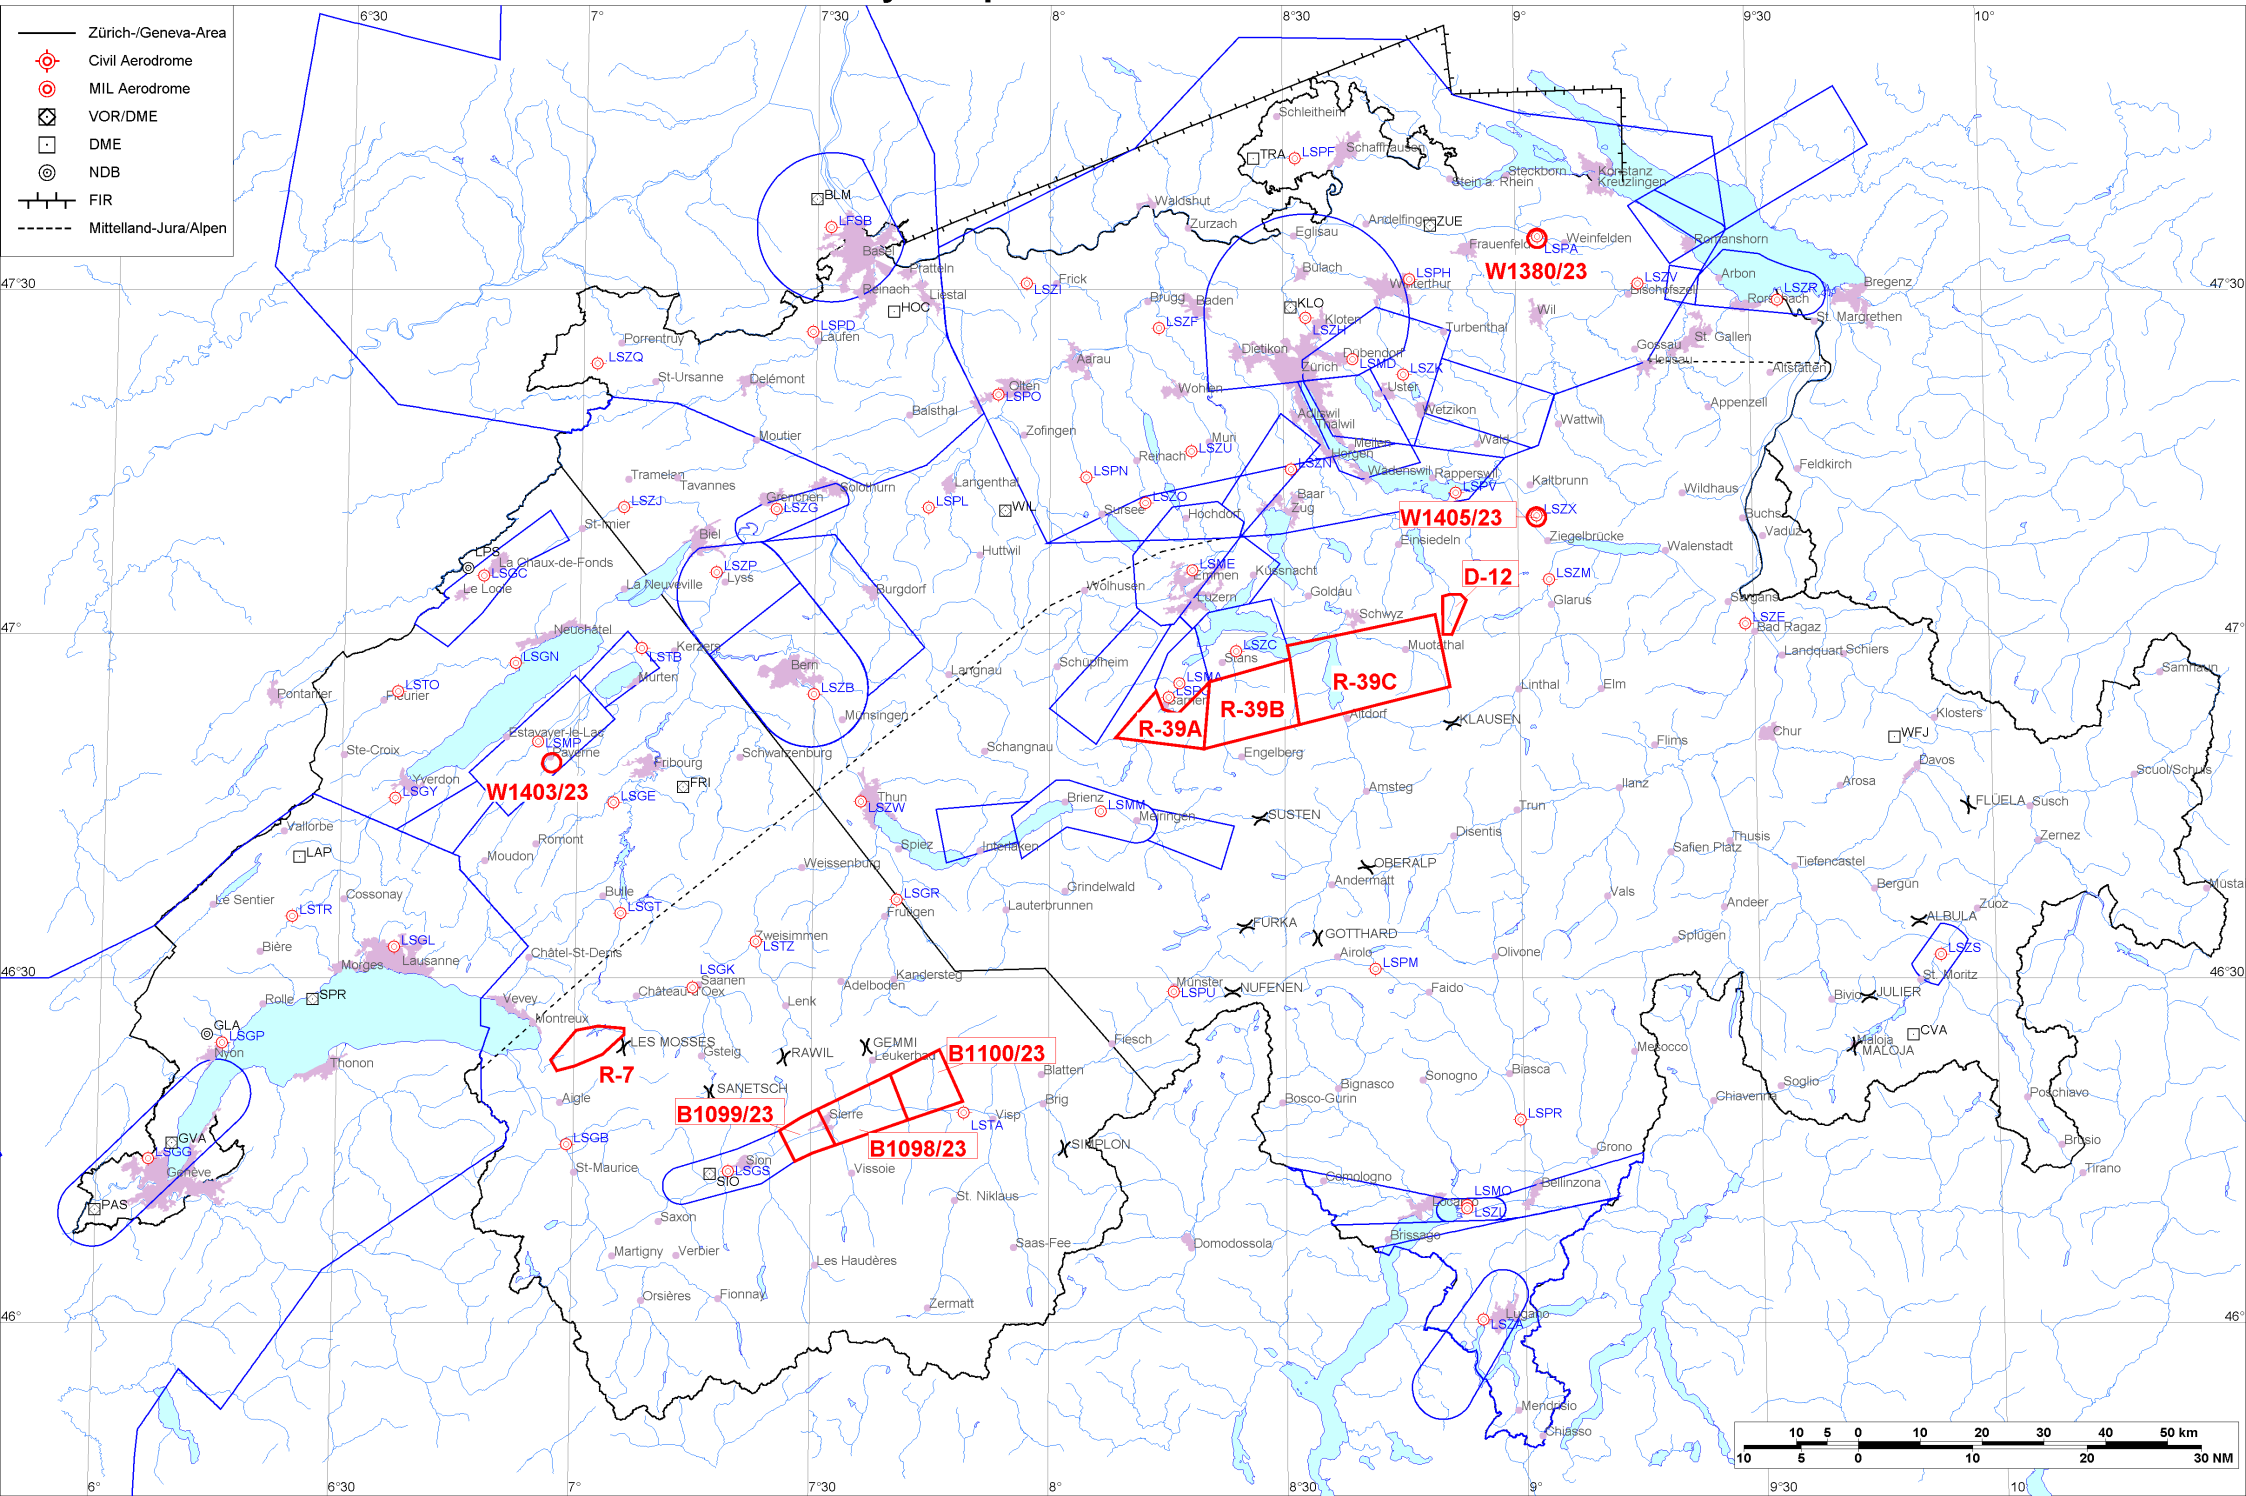 6°30
7°
7°30
8°
8°30
9°
9°30
10°
Zürich-/Geneva-Area
Civil Aerodrome
MIL Aerodrome
VOR/DME
DME
NDB
FIR
Mittelland-Jura/Alpen
Schleitheim
TRA
LSPF
Schaffhausen
Steckborn
Stein a. Rhein
Konstanz
Kreuzlingen
BLM
LFSB
Basel
Waldshut
Zurzach
Eglisau
Andelfingen
ZUE
Frauenfeld
LSPA
Weinfelden
Romanshorn
W1380/23
Pratteln
Reinach
Liestal
HOC
LSZI
Frick
Bülach
LSPH
Winterthur
LSZV
Bischofszell
Arbon
LSZR
Rorschach
Bregenz
St. Margrethen
47°30
47°30
Brugg
Baden
KLO
Kloten
LSZH
LSZF
Wil
Turbenthal
St. Gallen
Gossau
Herisau
Altstätten
LSPD
Laufen
Porrentruy
LSZQ
St-Ursanne
Delémont
Aarau
Dietikon
Zürich
Dübendorf
LSMD
LSZK
Uster
Wetzikon
Olten
LSPO
Wohlen
Balsthal
Zofingen
Adliswil
Thalwil
Appenzell
Wattwil
Moutier
Muri
LSZU
Reinach
Meilen
Horgen
Wald
LSZN
Wädenswil
Rapperswil
LSPV
Kaltbrunn
Feldkirch
Wildhaus
Tramelan
Tavannes
LSPN
Langenthal
Solothurn
Grenchen
LSZG
LSZJ
LSPL
WIL
LSZO
Sursee
Hochdorf
Baar
Zug
W1405/23
LSZX
Ziegelbrücke
Buchs
Vaduz
St-Imier
Biel
Einsiedeln
Walenstadt
LPS
La Chaux-de-Fonds
LSGC
Le Locle
Huttwil
LSZP
Lyss
La Neuveville
LSME
Emmen
Küssnacht
Luzern
Goldau
D-12
LSZM
Glarus
Burgdorf
Wolhusen
Schwyz
Sargans
LSZE
Bad Ragaz
47°
47°
Neuchâtel
LSGN
Kerzers
LSTB
Murten
Bern
LSZB
Langnau
Schüpfheim
LSZC
Stans
Muotathal
Landquart
Schiers
Samnaun
LSTO
Fleurier
Pontarlier
LSMA
LSPG
Sarnen
R-39A
R-39B
R-39C
Linthal
Elm
Münsingen
Altdorf
KLAUSEN
Klosters
Chur
WFJ
Davos
Flims
Estavayer-le-Lac
LSMP
Payerne
Ste-Croix
Schwarzenburg
Schangnau
Engelberg
Fribourg
FRI
Yverdon
LSGY
W1403/23
LSGE
Thun
LSZW
Brienz
LSMM
Meiringen
SUSTEN
Amsteg
Trun
Ilanz
Arosa
Scuol/Schuls
FLÜELA
Susch
Zernez
Vallorbe
Romont
Moudon
LAP
Interlaken
Spiez
Weissenburg
Disentis
Thusis
Safien Platz
Tiefencastel
OBERALP
Andermatt
Grindelwald
Lauterbrunnen
Bergün
Müsta
Le Sentier
Cossonay
Bulle
LSGT
LSGR
Frutigen
Vals
Andeer
Zuoz
ALBULA
LSTR
FURKA
GOTTHARD
Zweisimmen
LSTZ
Bière
LSGL
Lausanne
Morges
Châtel-St-Denis
Airolo
Olivone
Splügen
LSZS
St. Moritz
46°30
46°30
LSPM
LSGK
Saanen
Château-d'Oex
Kandersteg
Adelboden
Münster
LSPU
NUFENEN
Faido
Bivio
JULIER
Rolle
SPR
Vevey
Montreux
Lenk
GLA
LSGP
Nyon
Thonon
LES MOSSES
R-7
Gsteig
RAWIL
GEMMI
Leukerbad
B1100/23
Fiesch
Mesocco
CVA
Maloja
MALOJA
Blatten
Bignasco
Sonogno
Biasca
Soglio
Poschiavo
Aigle
SANETSCH
B1099/23
Sierre
B1098/23
LSTA
Visp
Brig
Bosco-Gurin
Chiavenna
LSPR
GVA
LSGG
Genève
LSGB
St-Maurice
Sion
LSGS
SIO
Vissoie
SIMPLON
Grono
Brusio
Tirano
PAS
St. Niklaus
Comologno
LSMO
Locarno
LSZL
Bellinzona
Saxon
Brissago
Martigny
Verbier
Saas-Fee
Domodossola
Les Haudères
Orsières
Fionnay
Zermatt
46°
46°
Lugano
LSZA
Mendrisio
Chiasso
10 5 0 10 20 30 40 50 km
10 5 0 10 20 30 NM
6°
6°30
7°
7°30
8°
8°30
9°
9°30
10°